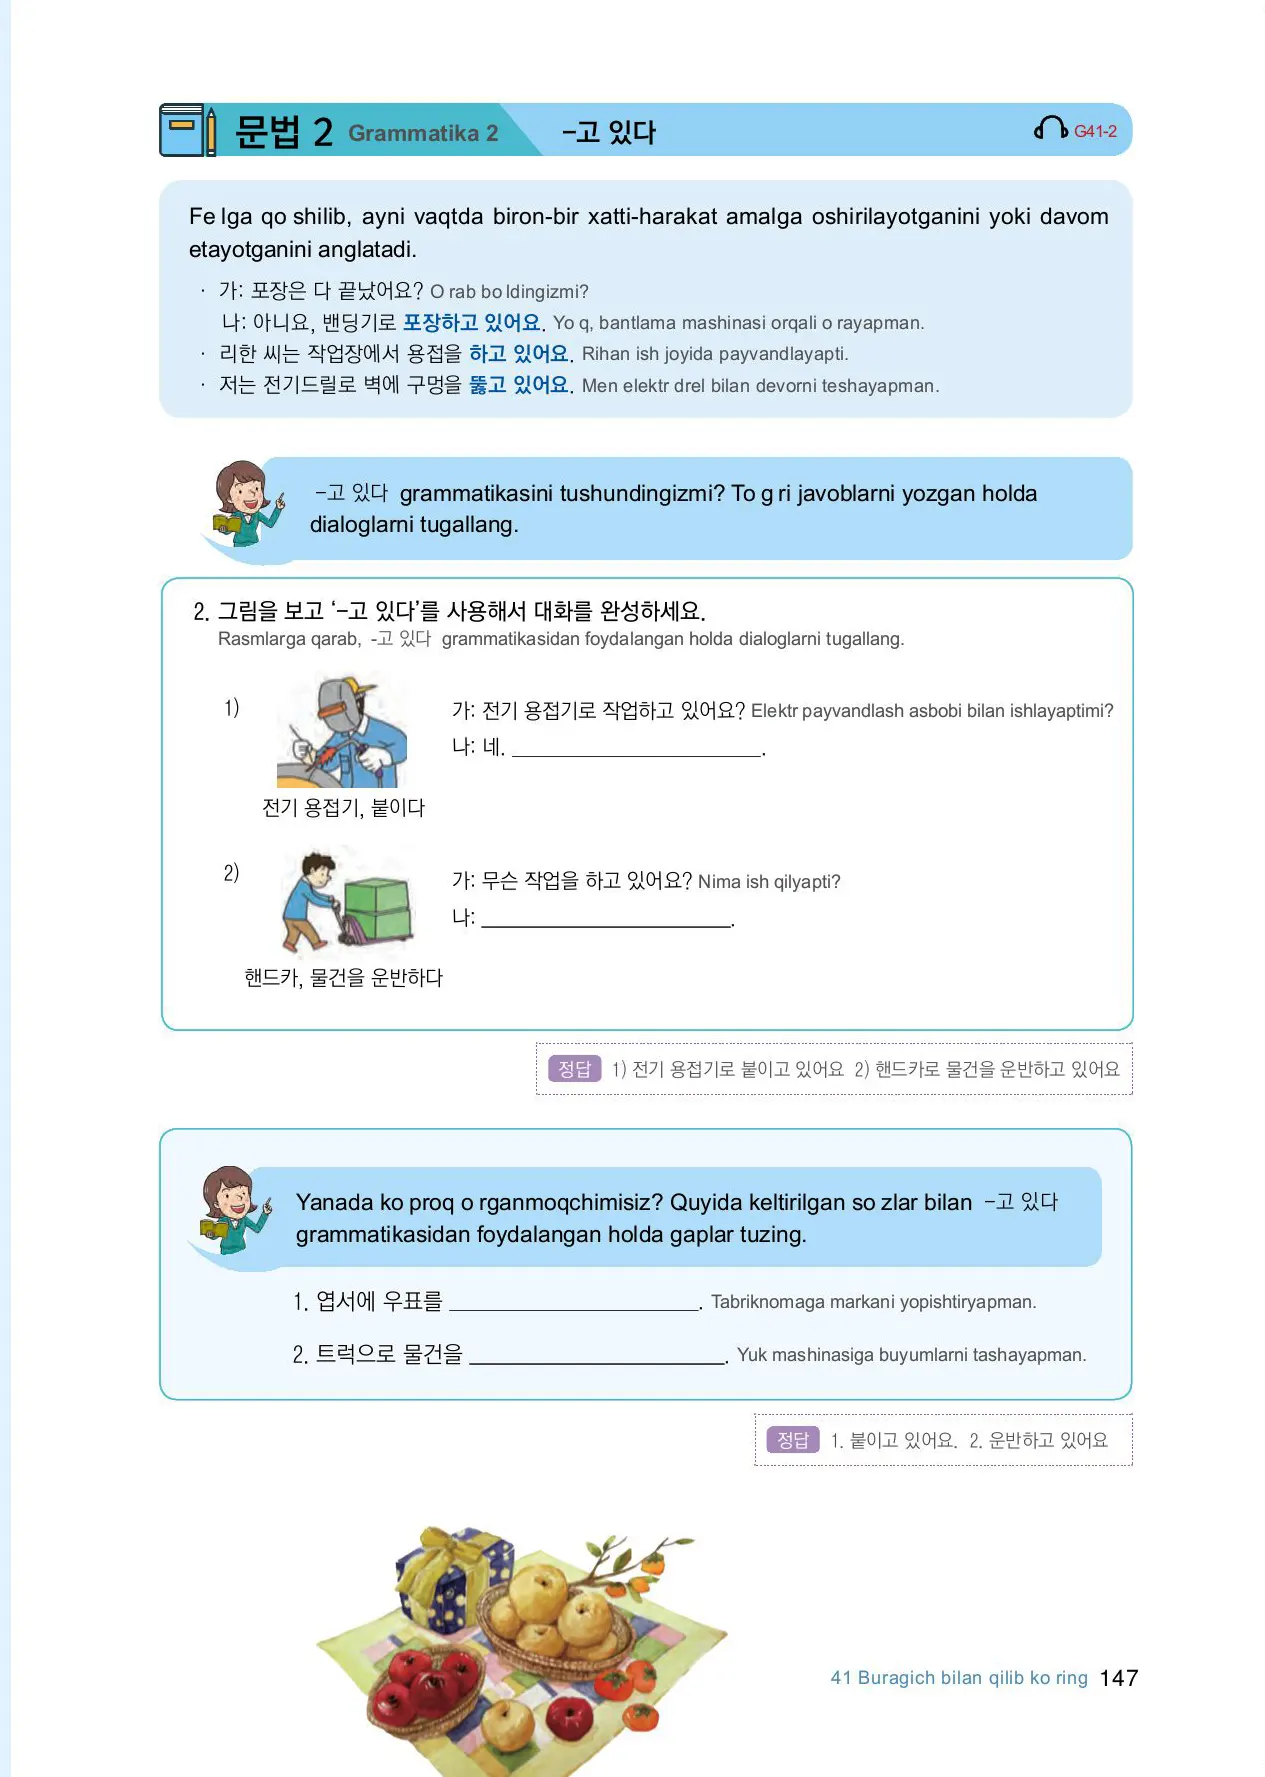 문법 2 Grammatika 2 -고 있다 G41-2
Fe lga qo shilib, ayni vaqtda biron-bir xatti-harakat amalga oshirilayotganini yoki davom
etayotganini anglatadi.
· 가: 포장은 다 끝났어요? O rab bo ldingizmi?
나: 아니요, 밴딩기로 포장하고 있어요. Yo q, bantlama mashinasi orqali o rayapman.
· 리한 씨는 작업장에서 용접을 하고 있어요. Rihan ish joyida payvandlayapti.
· 저는 전기드릴로 벽에 구멍을 뚫고 있어요. Men elektr drel bilan devorni teshayapman.
-고 있다 grammatikasini tushundingizmi? To g ri javoblarni yozgan holda
dialoglarni tugallang.
2. 그림을 보고 ‘-고 있다’를 사용해서 대화를 완성하세요.
Rasmlarga qarab, -고 있다 grammatikasidan foydalangan holda dialoglarni tugallang.
1)
가: 전기 용접기로 작업하고 있어요? Elektr payvandlash asbobi bilan ishlayaptimi?
나: 네. ______________________.
전기 용접기, 붙이다
2)
가: 무슨 작업을 하고 있어요? Nima ish qilyapti?
나: ______________________.
핸드카, 물건을 운반하다
정답 1) 전기 용접기로 붙이고 있어요 2) 핸드카로 물건을 운반하고 있어요
Yanada ko proq o rganmoqchimisiz? Quyida keltirilgan so zlar bilan -고 있다
grammatikasidan foydalangan holda gaplar tuzing.
1. 엽서에 우표를 ______________________. Tabriknomaga markani yopishtiryapman.
2. 트럭으로 물건을 ______________________. Yuk mashinasiga buyumlarni tashayapman.
정답 1. 붙이고 있어요. 2. 운반하고 있어요
41 Buragich bilan qilib ko ring 147